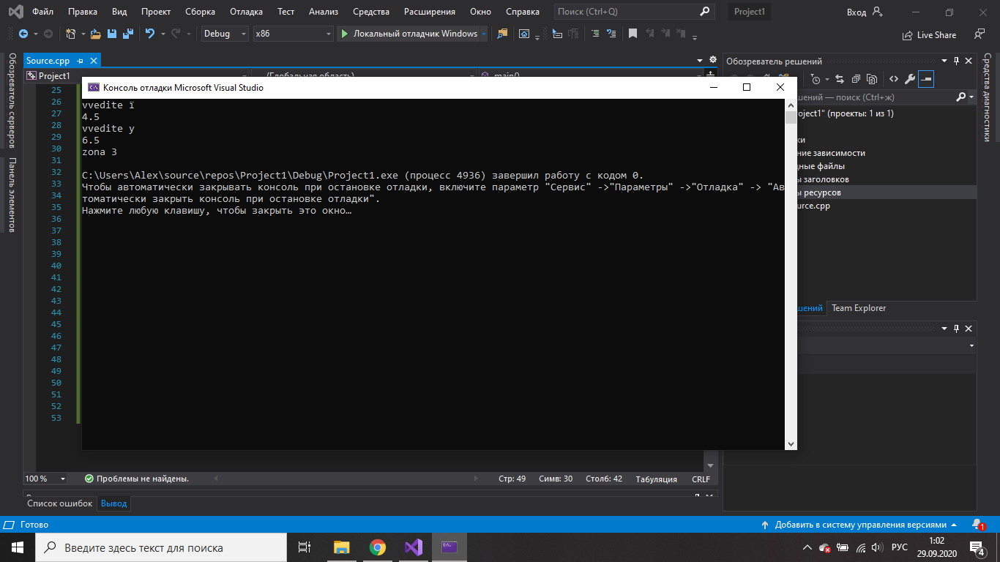 Файл Правка Вид Проект Сборка Отладка Тест Анализ Средства Расширения Окно Справка Поиск (Ctrl+Q) Project1 Вход
Debug x86 Локальный отладчик Windows Live Share
Обозреватель серверов
Панель элементов
Source.cpp
Project1 (Глобальная область) main()
Консоль отладки Microsoft Visual Studio
vvedite ï
4.5
vvedite y
6.5
zona 3
C:\Users\Alex\source\repos\Project1\Debug\Project1.exe (процесс 4936) завершил работу с кодом 0.
Чтобы автоматически закрывать консоль при остановке отладки, включите параметр "Сервис" ->"Параметры" ->"Отладка" -> "Ав
томатически закрыть консоль при остановке отладки".
Нажмите любую клавишу, чтобы закрыть это окно…
25
26
27
28
29
30
31
32
33
34
35
36
37
38
39
40
41
42
43
44
45
46
47
48
49
50
51
52
53
Обозреватель решений
шений — поиск (Ctrl+ж)
oject1" (проекты: 1 из 1)
ки
ние зависимости
дные файлы
ы заголовков
ы ресурсов
urce.cpp
шений Team Explorer
Средства диагностики
100 % Проблемы не найдены. Стр: 49 Симв: 30 Столб: 42 Табуляция CRLF
Список ошибок Вывод
Готово Добавить в систему управления версиями 1
Введите здесь текст для поиска РУС 1:02
29.09.2020 4